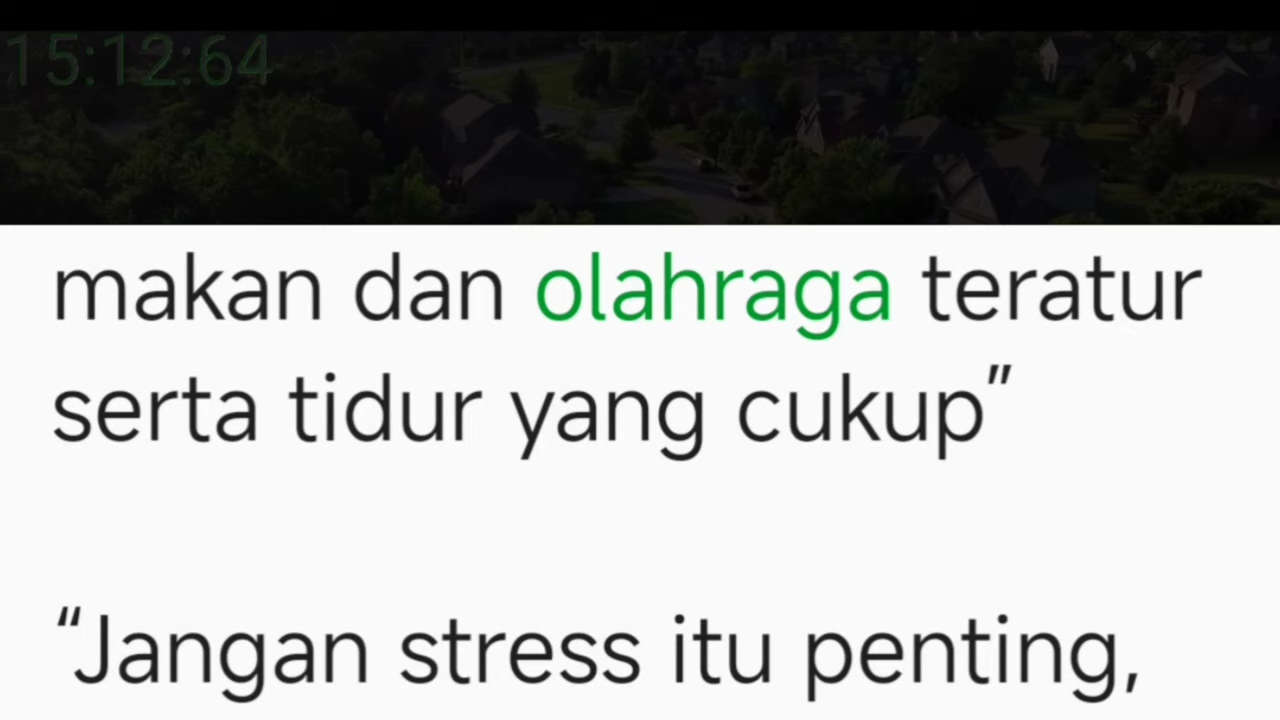 15:12:64
makan dan olahraga teratur
serta tidur yang cukup”
“Jangan stress itu penting,